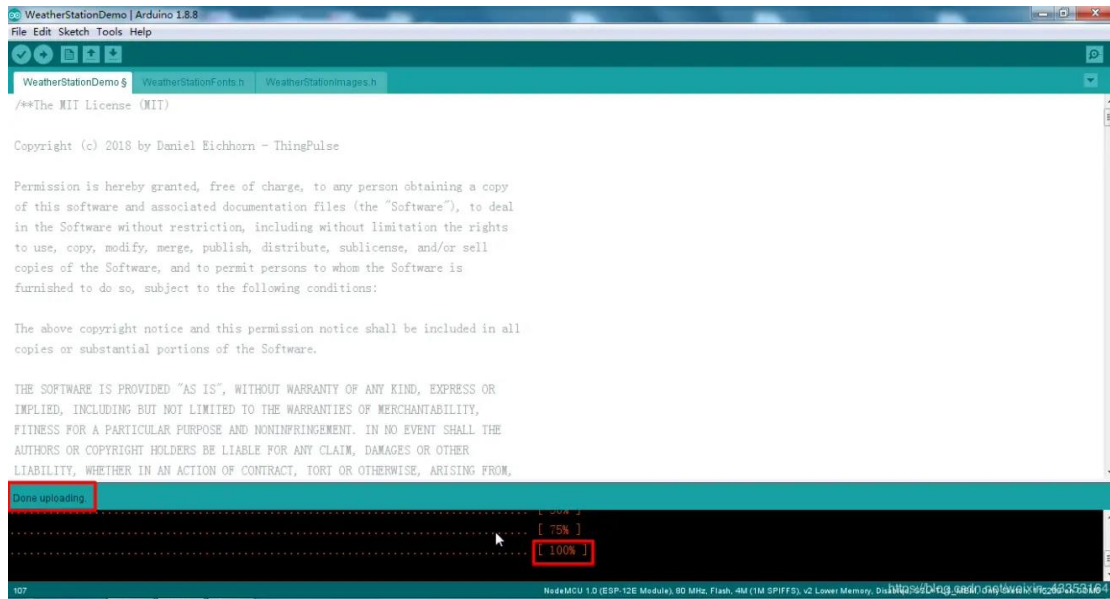 WeatherStationDemo | Arduino 1.8.8
File Edit Sketch Tools Help
WeatherStationDemo § WeatherStationFonts.h WeatherStationImages.h
/**The MIT License (MIT)
Copyright (c) 2018 by Daniel Eichhorn - ThingPulse
Permission is hereby granted, free of charge, to any person obtaining a copy
of this software and associated documentation files (the "Software"), to deal
in the Software without restriction, including without limitation the rights
to use, copy, modify, merge, publish, distribute, sublicense, and/or sell
copies of the Software, and to permit persons to whom the Software is
furnished to do so, subject to the following conditions:
The above copyright notice and this permission notice shall be included in all
copies or substantial portions of the Software.
THE SOFTWARE IS PROVIDED "AS IS", WITHOUT WARRANTY OF ANY KIND, EXPRESS OR
IMPLIED, INCLUDING BUT NOT LIMITED TO THE WARRANTIES OF MERCHANTABILITY,
FITNESS FOR A PARTICULAR PURPOSE AND NONINFRINGEMENT. IN NO EVENT SHALL THE
AUTHORS OR COPYRIGHT HOLDERS BE LIABLE FOR ANY CLAIM, DAMAGES OR OTHER
LIABILITY, WHETHER IN AN ACTION OF CONTRACT, TORT OR OTHERWISE, ARISING FROM,
Done uploading.
[ 75% ]
[ 100% ]
107 NodeMCU 1.0 (ESP-12E Module), 80 MHz, Flash, 4M (1M SPIFFS), v2 Lower Memory,